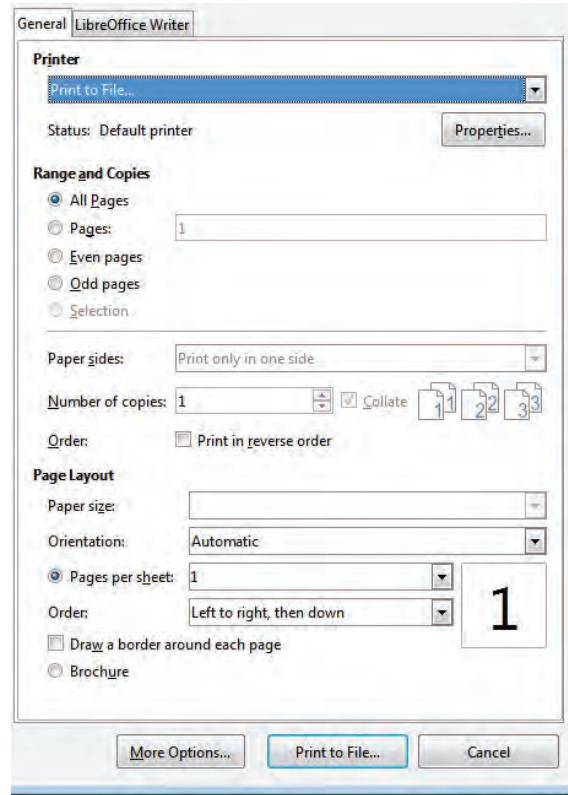 General LibreOffice Writer
Printer
Print to File...
Status: Default printer Properties...
Range and Copies
All Pages
Pages: 1
Even pages
Odd pages
Selection
Paper sides: Print only in one side
Number of copies: 1 Collate 1 1 2 2 3 3
Order: Print in reverse order
Page Layout
Paper size:
Orientation: Automatic
Pages per sheet: 1
Order: Left to right, then down 1
Draw a border around each page
Brochure
More Options... Print to File... Cancel